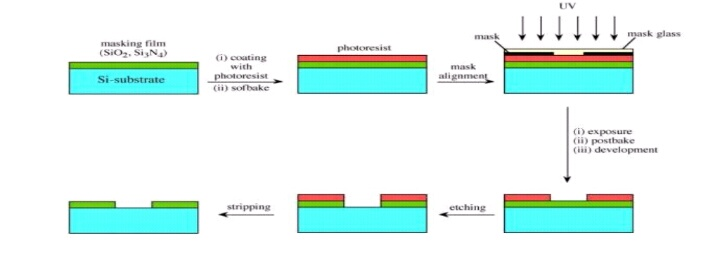 masking film
(SiO2, Si3N4)
Si-substrate
(i) coating
with
photoresist
(ii) sofbake
photoresist
mask
alignment
UV
mask
mask glass
(i) exposure
(ii) postbake
(iii) development
etching
stripping